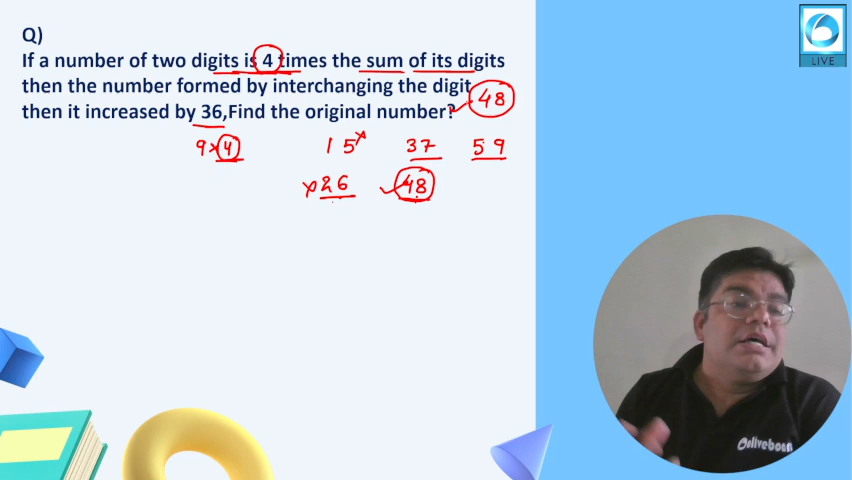 Q)
If a number of two digits is 4 times the sum of its digits
then the number formed by interchanging the digit
then it increased by 36,Find the original number?
48
9×4 15× 37 59
×26 48
LIVE
Oliveboard